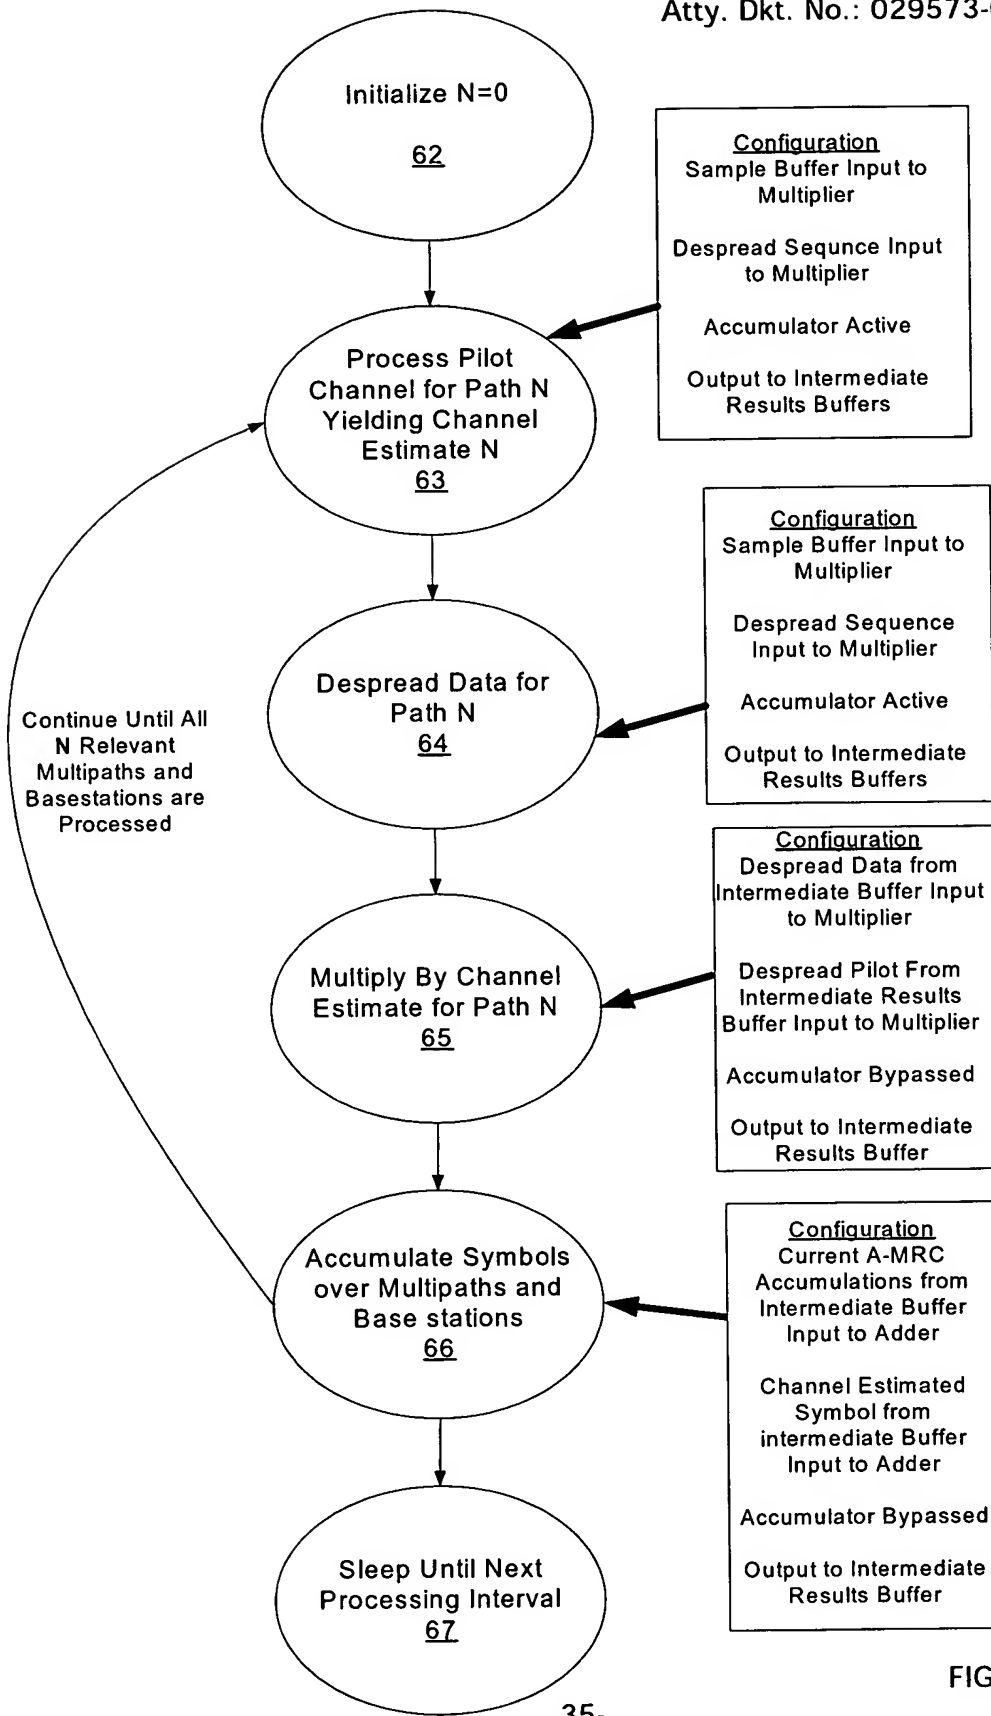 Atty. Dkt. No.: 029573-
Initialize N=0
62
Configuration
Sample Buffer Input to
Multiplier
Despread Sequnce Input
to Multiplier
Accumulator Active
Output to Intermediate
Results Buffers
Process Pilot
Channel for Path N
Yielding Channel
Estimate N
63
Configuration
Sample Buffer Input to
Multiplier
Despread Sequence
Input to Multiplier
Accumulator Active
Output to Intermediate
Results Buffers
Despread Data for
Path N
64
Continue Until All
N Relevant
Multipaths and
Basestations are
Processed
Configuration
Despread Data from
Intermediate Buffer Input
to Multiplier
Despread Pilot From
Intermediate Results
Buffer Input to Multiplier
Accumulator Bypassed
Output to Intermediate
Results Buffer
Multiply By Channel
Estimate for Path N
65
Configuration
Current A-MRC
Accumulations from
Intermediate Buffer
Input to Adder
Channel Estimated
Symbol from
intermediate Buffer
Input to Adder
Accumulator Bypassed
Output to Intermediate
Results Buffer
Accumulate Symbols
over Multipaths and
Base stations
66
Sleep Until Next
Processing Interval
67
FIG
35-